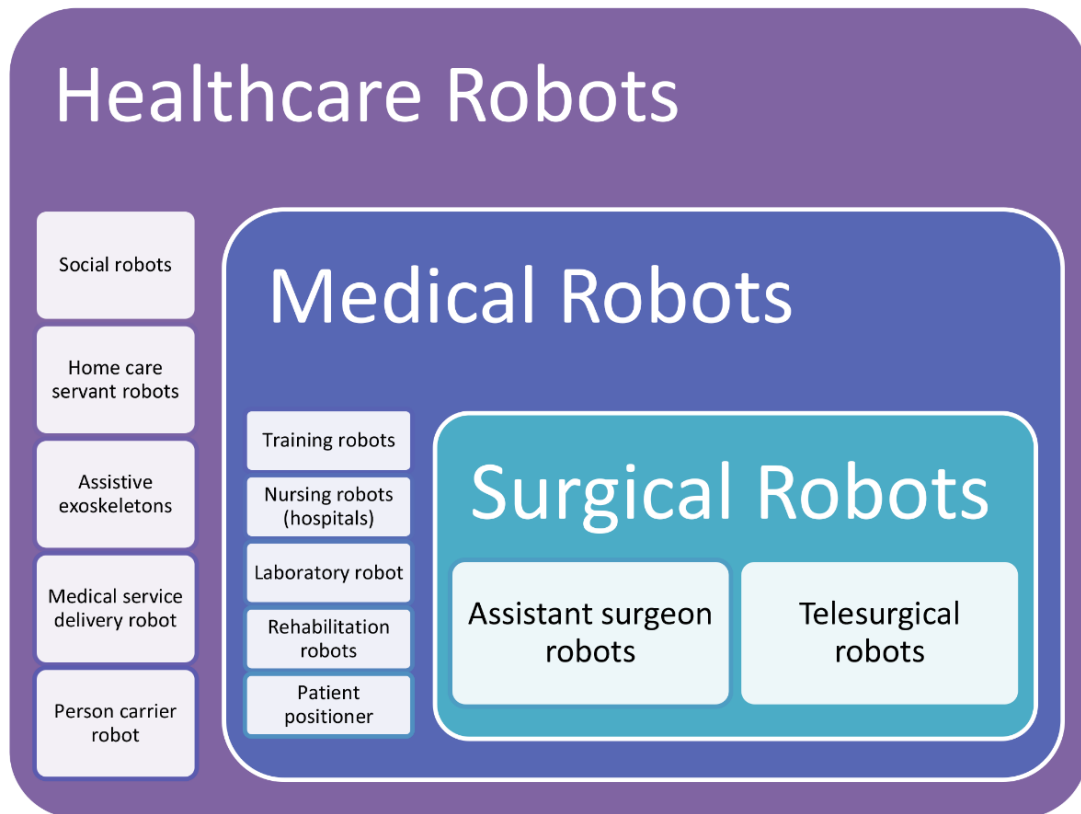 Healthcare Robots
Social robots
Home care
servant robots
Assistive
exoskeletons
Medical service
delivery robot
Person carrier
robot
Medical Robots
Training robots
Nursing robots
(hospitals)
Laboratory robot
Rehabilitation
robots
Patient
positioner
Surgical Robots
Assistant surgeon
robots
Telesurgical
robots